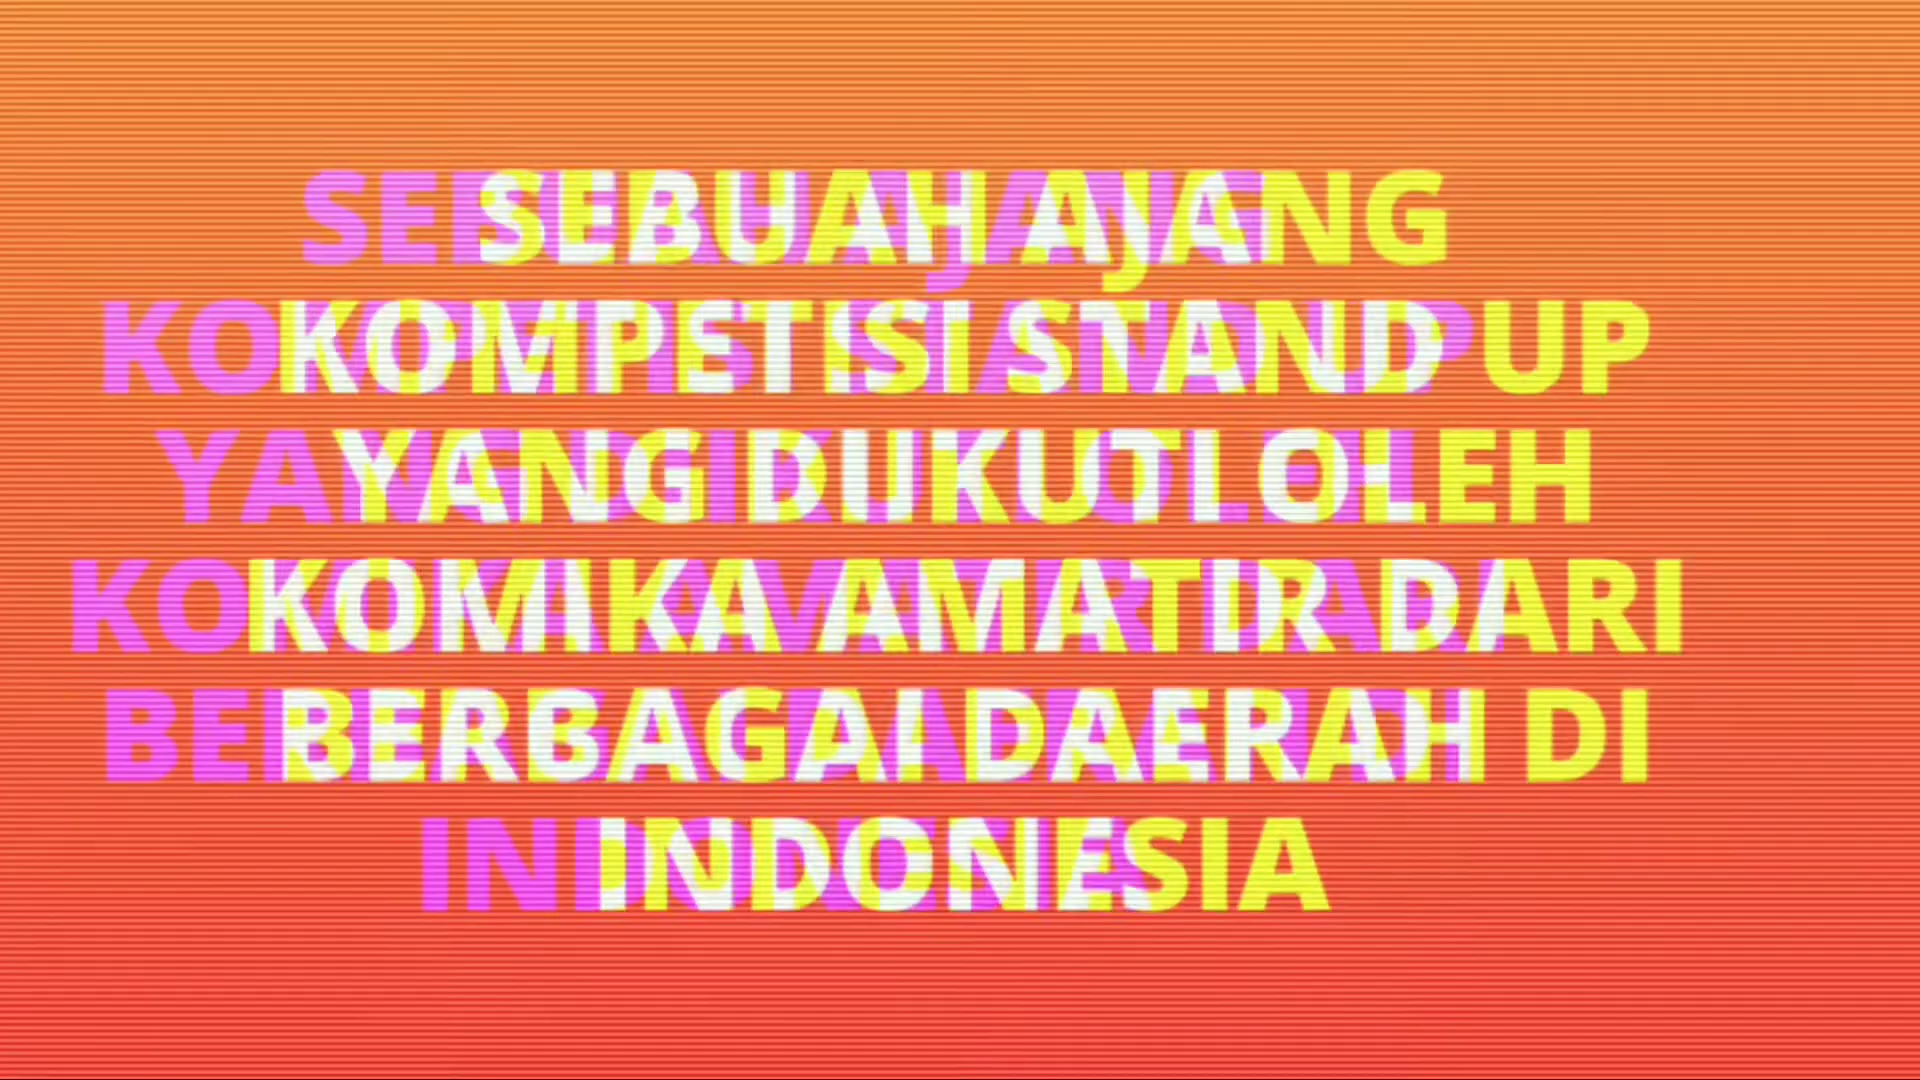 SEBUAH AJANG
KOMPETISI STAND UP
YANG DIIKUTI OLEH
KOMIKA AMATIR DARI
BERBAGAI DAERAH DI
INDONESIA